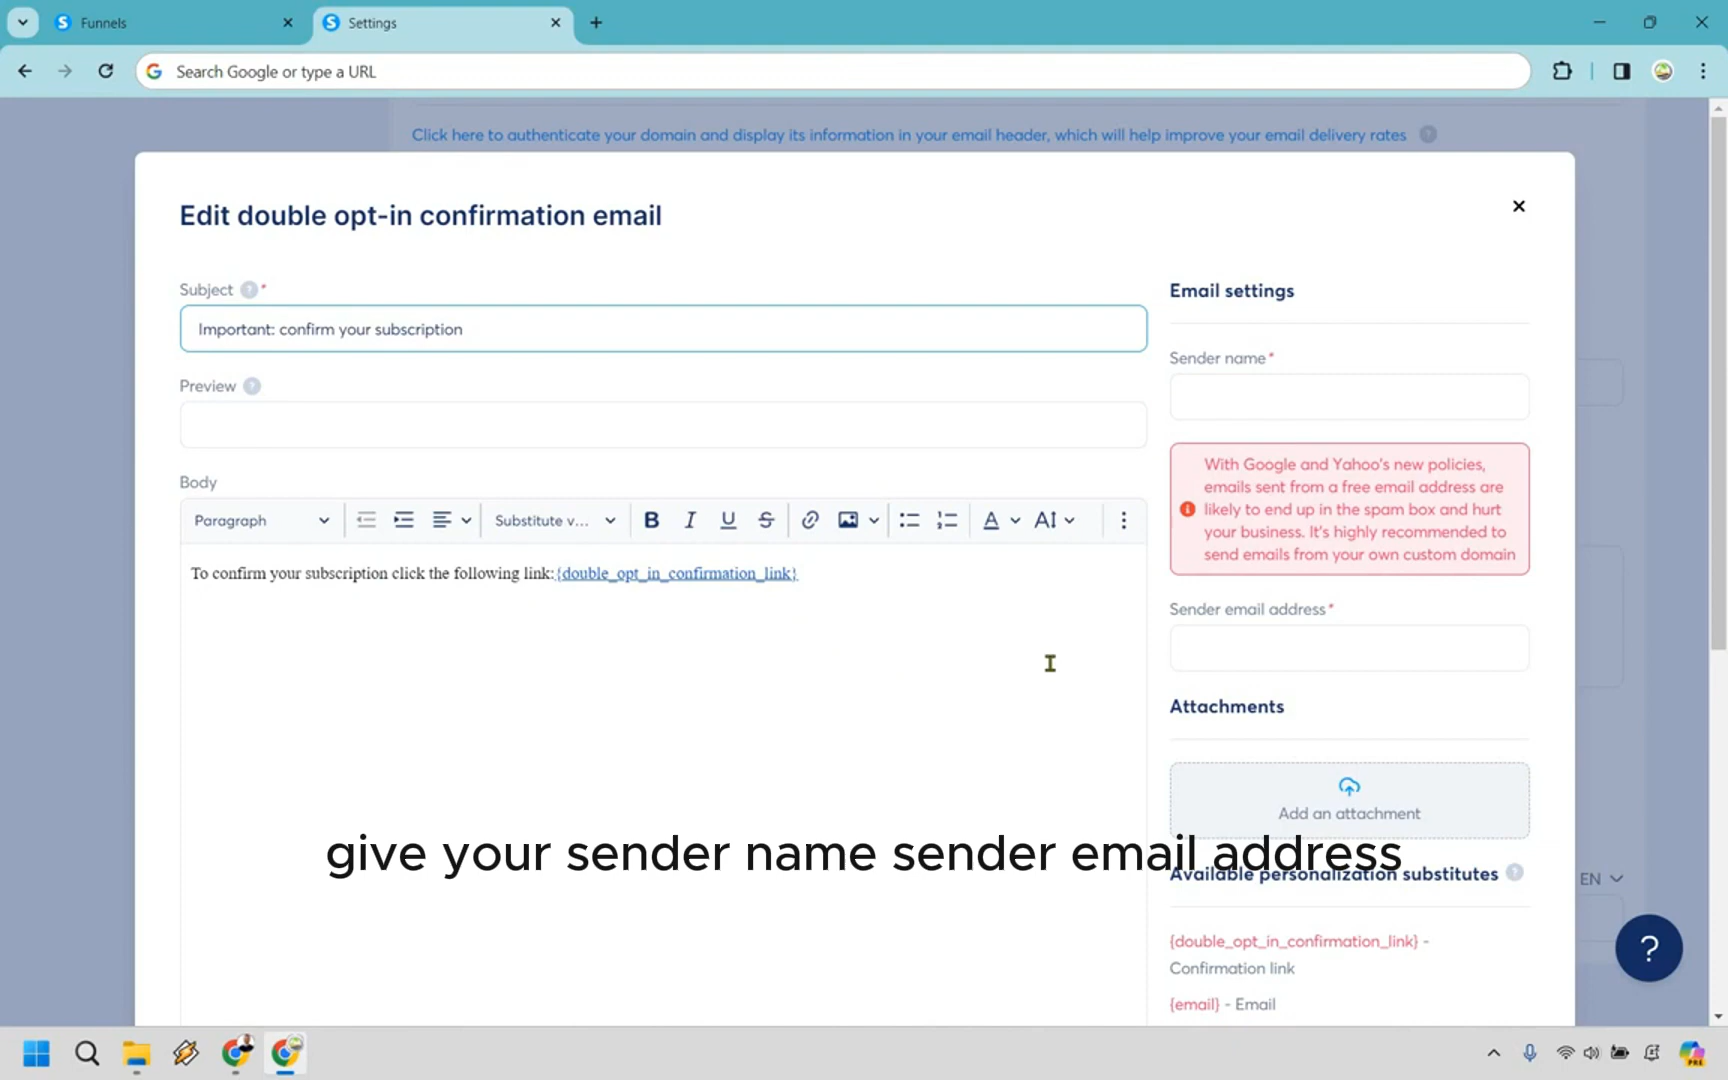 Funnels
Settings
Search Google or type a URL
Click here to authenticate your domain and display its information in your email header, which will help improve your email delivery rates ?
Edit double opt-in confirmation email
Subject ? *
Important: confirm your subscription
Preview ?
Body
Paragraph
Substitute v...
B I U S
A
AI
To confirm your subscription click the following link: {double_opt_in_confirmation_link}
Email settings
Sender name *
With Google and Yahoo's new policies,
emails sent from a free email address are
likely to end up in the spam box and hurt
your business. It's highly recommended to
send emails from your own custom domain
Sender email address *
Attachments
Add an attachment
give your sender name sender email address
Available personalization substitutes ?
EN
{double_opt_in_confirmation_link} -
Confirmation link
{email} - Email
?
PRE